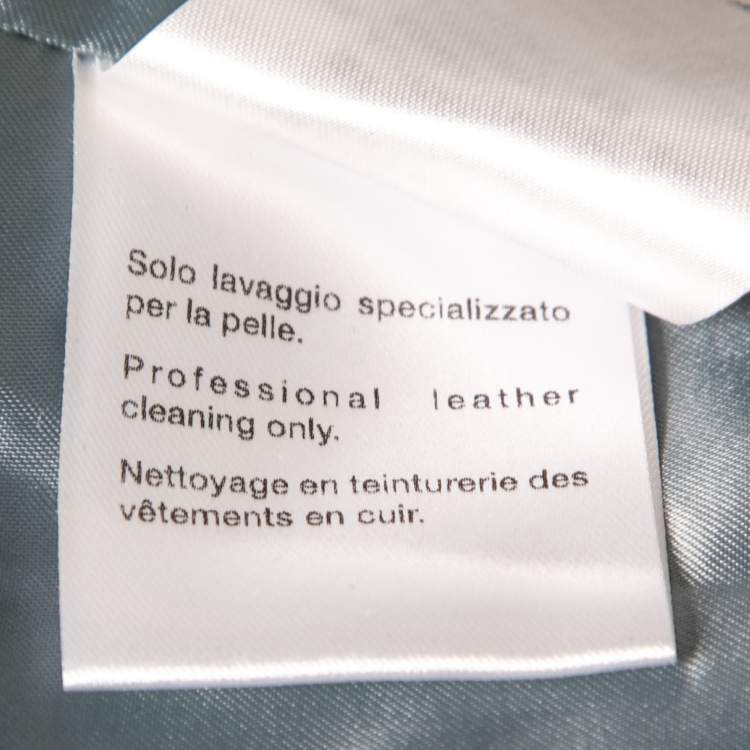 Solo lavaggio specializzato
per la pelle.
Professional leather
cleaning only.
Nettoyage en teinturerie des
vêtements en cuir.